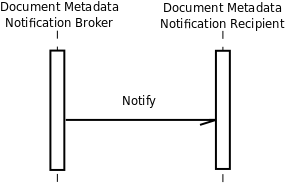 Document Metadata
Notification Broker
Document Metadata
Notification Recipient
Notify